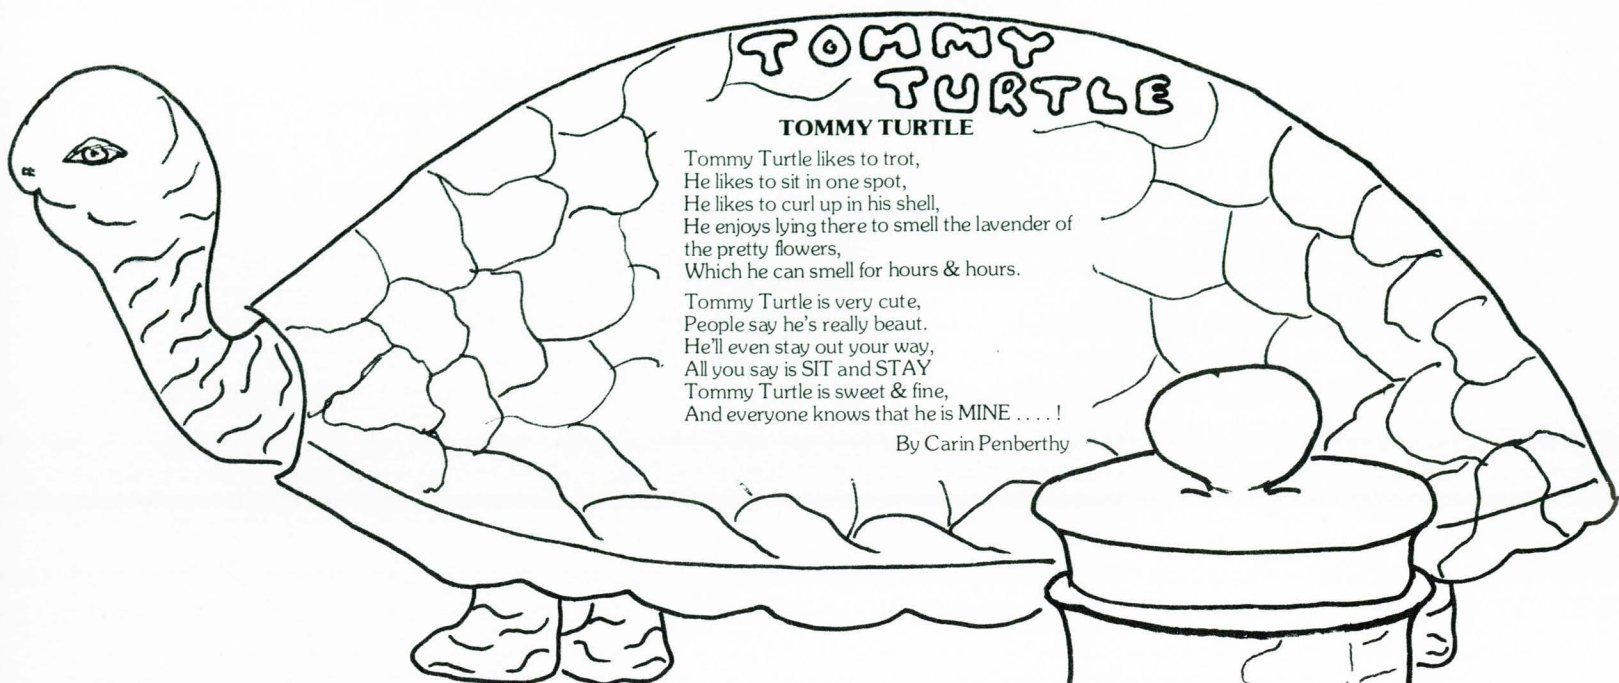 TOMMY
TURTLE
TOMMY TURTLE
Tommy Turtle likes to trot,
He likes to sit in one spot,
He likes to curl up in his shell,
He enjoys lying there to smell the lavender of
the pretty flowers,
Which he can smell for hours & hours.
Tommy Turtle is very cute,
People say he's really beaut.
He'll even stay out your way,
All you say is SIT and STAY
Tommy Turtle is sweet & fine,
And everyone knows that he is MINE . . . . !
By Carin Penberthy